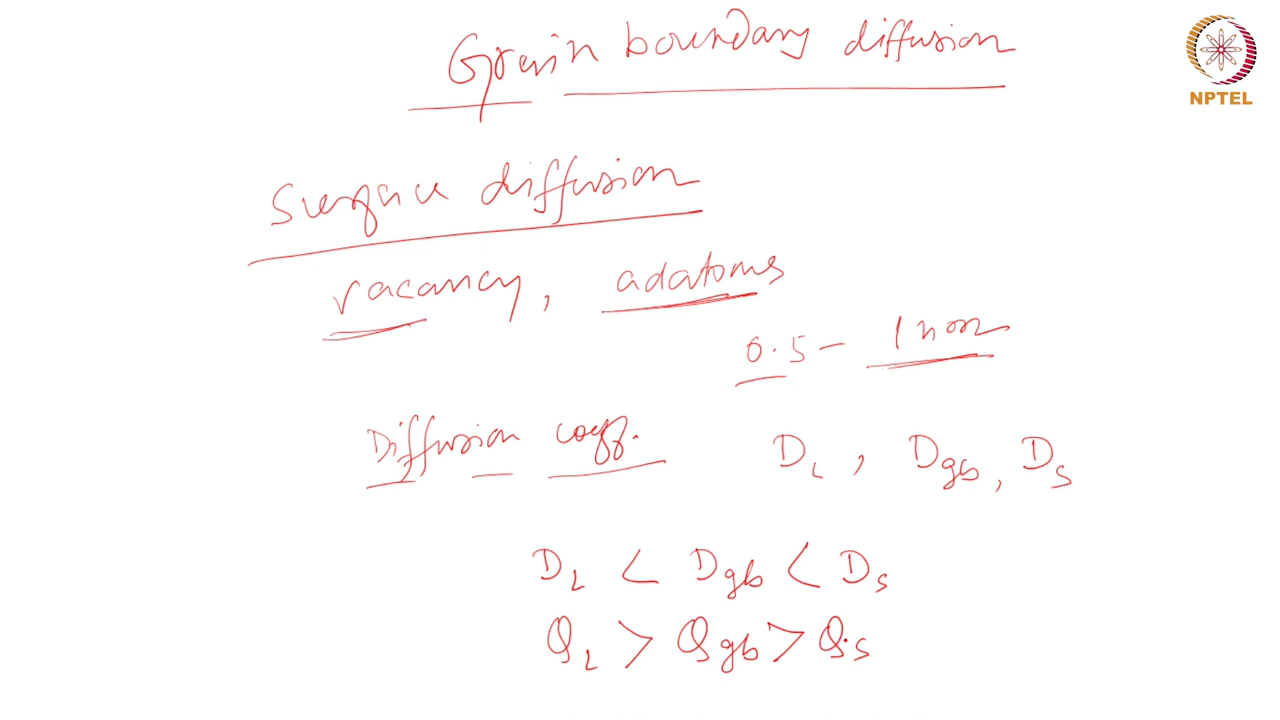 Grain boundary diffusion
NPTEL
Surface diffusion
vacancy, adatoms
0.5 - 1 nm
Diffusion coeff. D_L, D_gb, D_s
D_L < D_gb < D_s
Q_L > Q_gb > Q_s